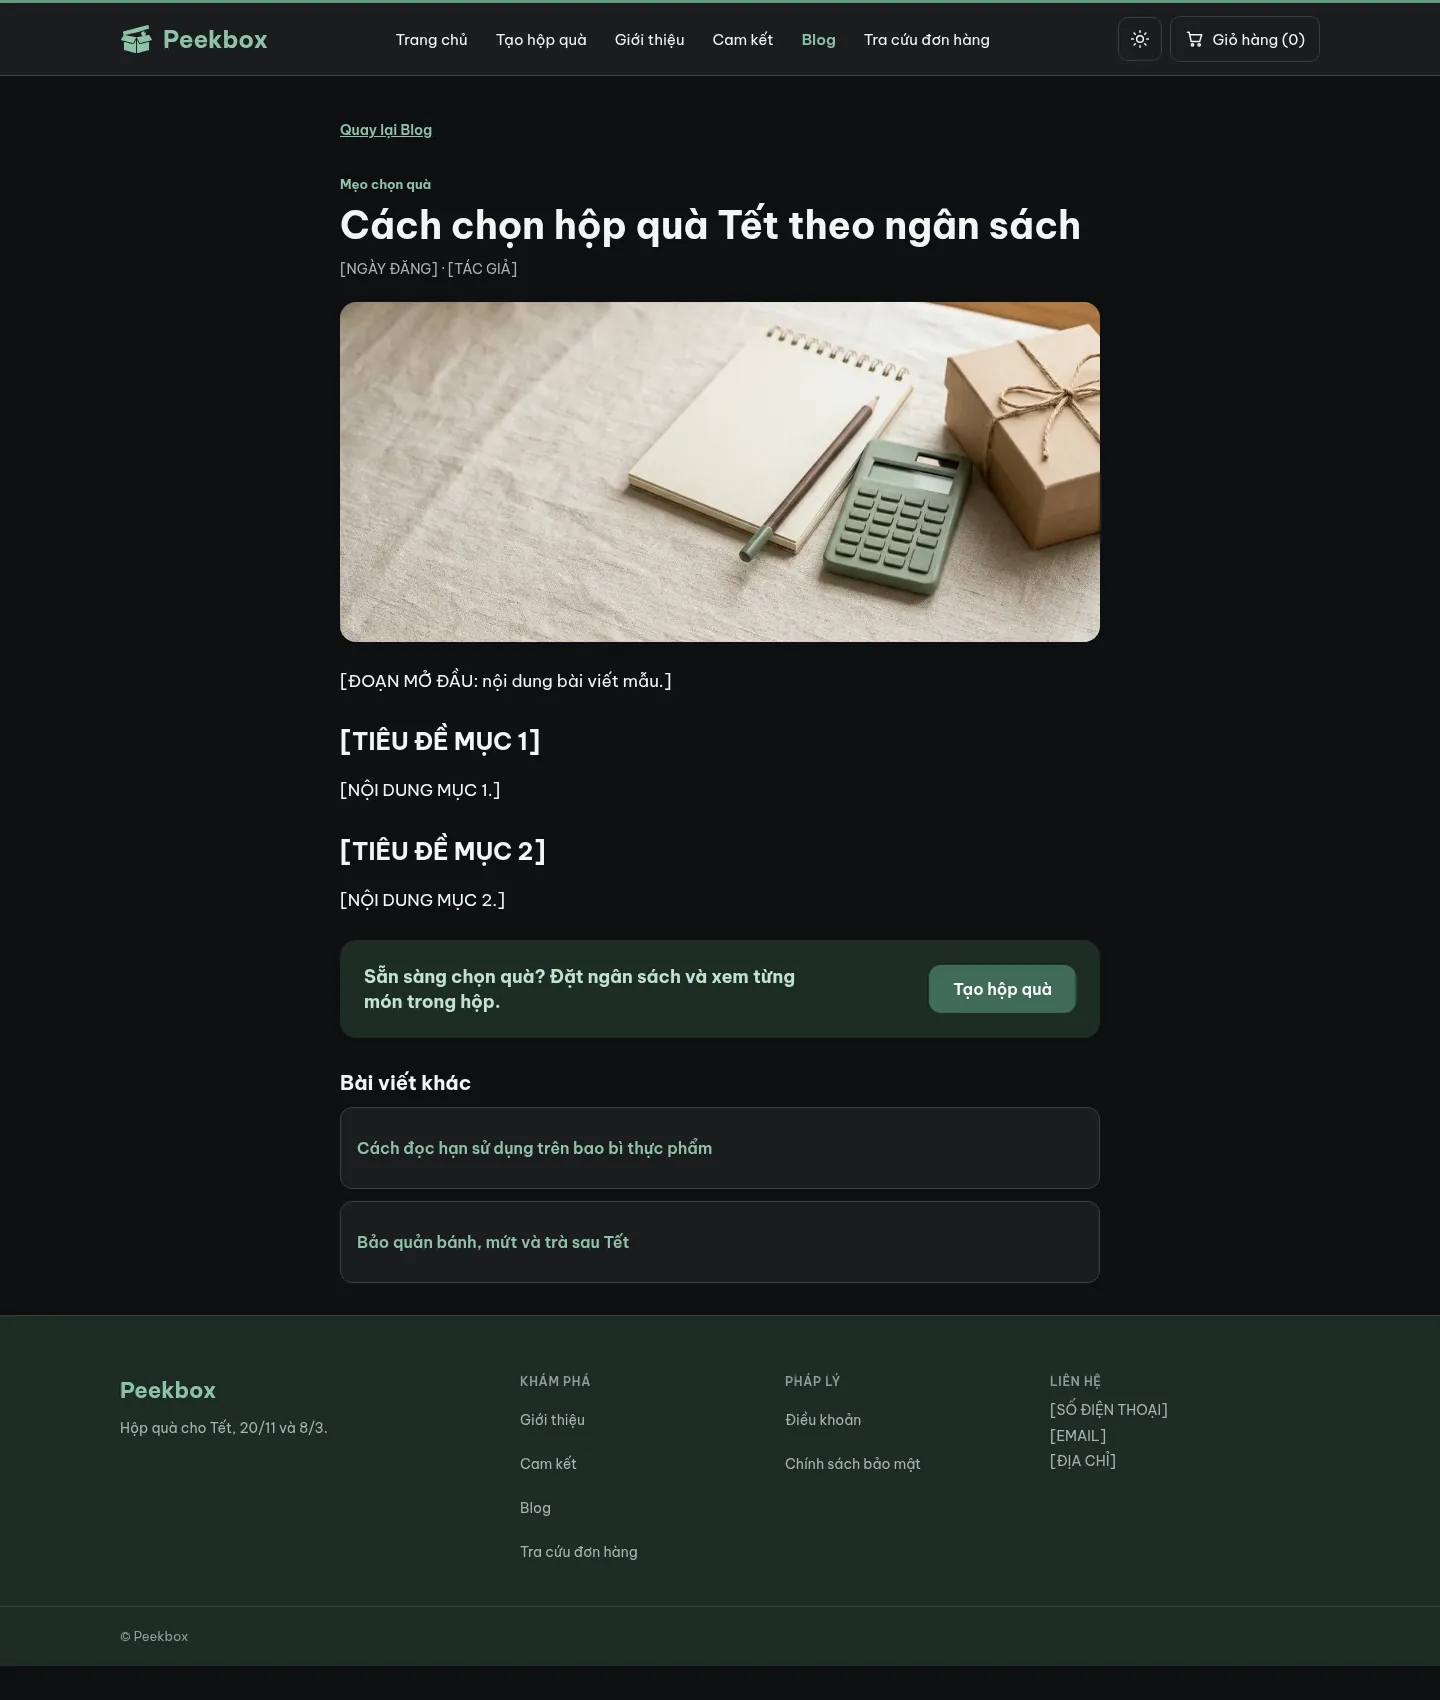 Peekbox
Trang chủ
Tạo hộp quà
Giới thiệu
Cam kết
Blog
Tra cứu đơn hàng
Giỏ hàng (0)
Quay lại Blog
Mẹo chọn quà
Cách chọn hộp quà Tết theo ngân sách
[NGÀY ĐĂNG] · [TÁC GIẢ]
[ĐOẠN MỞ ĐẦU: nội dung bài viết mẫu.]
[TIÊU ĐỀ MỤC 1]
[NỘI DUNG MỤC 1.]
[TIÊU ĐỀ MỤC 2]
[NỘI DUNG MỤC 2.]
Sẵn sàng chọn quà? Đặt ngân sách và xem từng
món trong hộp.
Tạo hộp quà
Bài viết khác
Cách đọc hạn sử dụng trên bao bì thực phẩm
Bảo quản bánh, mứt và trà sau Tết
Peekbox
Hộp quà cho Tết, 20/11 và 8/3.
KHÁM PHÁ
Giới thiệu
Cam kết
Blog
Tra cứu đơn hàng
PHÁP LÝ
Điều khoản
Chính sách bảo mật
LIÊN HỆ
[SỐ ĐIỆN THOẠI]
[EMAIL]
[ĐỊA CHỈ]
© Peekbox